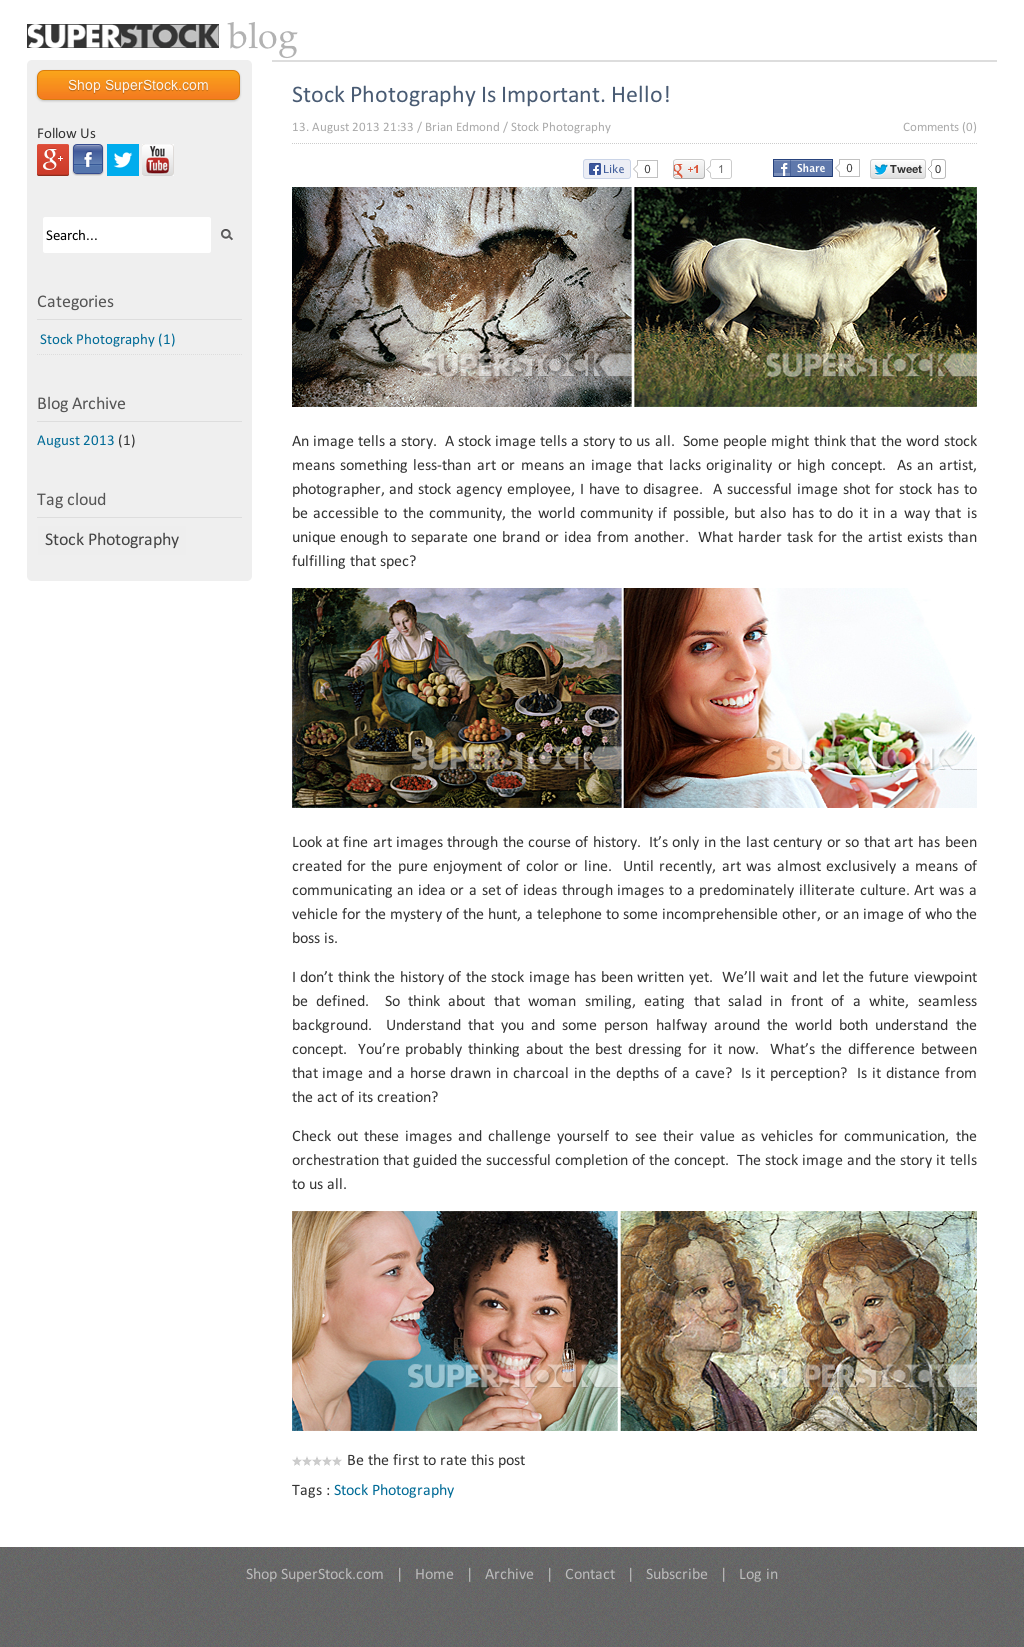 SUPERSTOCK blog
Shop SuperStock.com
Follow Us
g+ f You Tube
Search...
Categories
Stock Photography (1)
Blog Archive
August 2013 (1)
Tag cloud
Stock Photography
Stock Photography Is Important. Hello!
13. August 2013 21:33 / Brian Edmond / Stock Photography Comments (0)
Like 0 g +1 1 f Share 0 Tweet 0
SUPERSTOCK SUPERSTOCK
An image tells a story.  A stock image tells a story to us all.  Some people might think that the word stock
means something less-than art or means an image that lacks originality or high concept.  As an artist,
photographer, and stock agency employee, I have to disagree.  A successful image shot for stock has to
be accessible to the community, the world community if possible, but also has to do it in a way that is
unique enough to separate one brand or idea from another.  What harder task for the artist exists than
fulfilling that spec?
SUPERSTOCK SUPERSTOCK
Look at fine art images through the course of history.  It’s only in the last century or so that art has been
created for the pure enjoyment of color or line.  Until recently, art was almost exclusively a means of
communicating an idea or a set of ideas through images to a predominately illiterate culture. Art was a
vehicle for the mystery of the hunt, a telephone to some incomprehensible other, or an image of who the
boss is.
I don’t think the history of the stock image has been written yet.  We’ll wait and let the future viewpoint
be defined.  So think about that woman smiling, eating that salad in front of a white, seamless
background.  Understand that you and some person halfway around the world both understand the
concept.  You’re probably thinking about the best dressing for it now.  What’s the difference between
that image and a horse drawn in charcoal in the depths of a cave?  Is it perception?  Is it distance from
the act of its creation?
Check out these images and challenge yourself to see their value as vehicles for communication, the
orchestration that guided the successful completion of the concept.  The stock image and the story it tells
to us all.
SUPERSTOCK SUPERSTOCK
Be the first to rate this post
Tags : Stock Photography
Shop SuperStock.com | Home | Archive | Contact | Subscribe | Log in